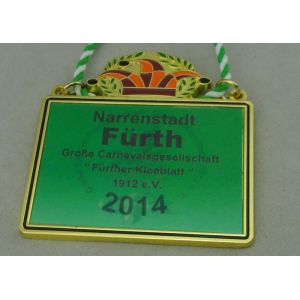 Narrenstadt
Fürth
Große Carnevalsgesellschaft
"Fürther Kleeblatt"
1912 e.V.
2014